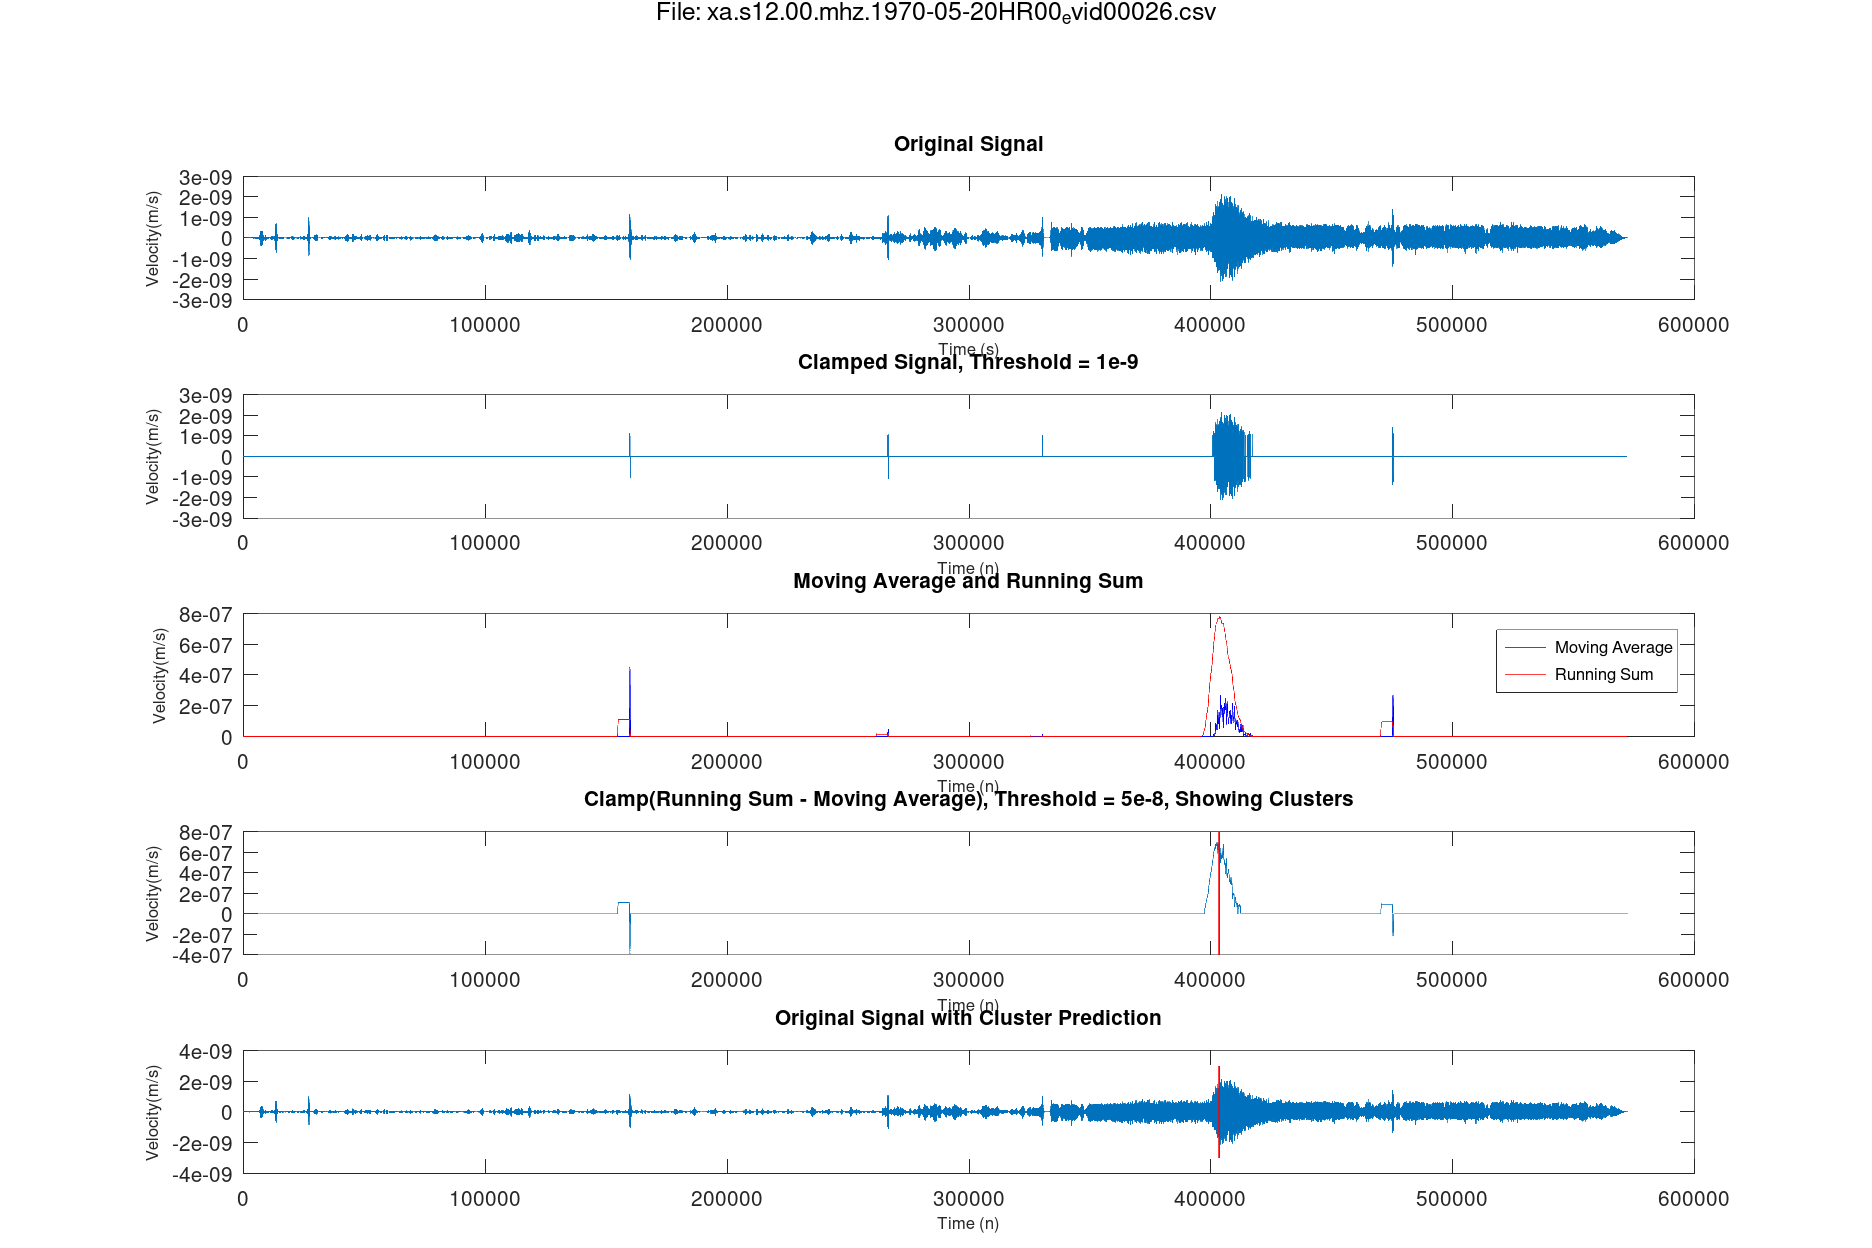 File: xa.s12.00.mhz.1970-05-20HR00evid00026.csv
Original Signal
Velocity(m/s)
3e-09
2e-09
1e-09
0
-1e-09
-2e-09
-3e-09
0 100000 200000 300000 400000 500000 600000
Time (s)
Clamped Signal, Threshold = 1e-9
Velocity(m/s)
3e-09
2e-09
1e-09
0
-1e-09
-2e-09
-3e-09
0 100000 200000 300000 400000 500000 600000
Time (n)
Moving Average and Running Sum
Velocity(m/s)
8e-07
6e-07
4e-07
2e-07
0
Moving Average
Running Sum
0 100000 200000 300000 400000 500000 600000
Time (n)
Clamp(Running Sum - Moving Average), Threshold = 5e-8, Showing Clusters
Velocity(m/s)
8e-07
6e-07
4e-07
2e-07
0
-2e-07
-4e-07
0 100000 200000 300000 400000 500000 600000
Time (n)
Original Signal with Cluster Prediction
Velocity(m/s)
4e-09
2e-09
0
-2e-09
-4e-09
0 100000 200000 300000 400000 500000 600000
Time (n)